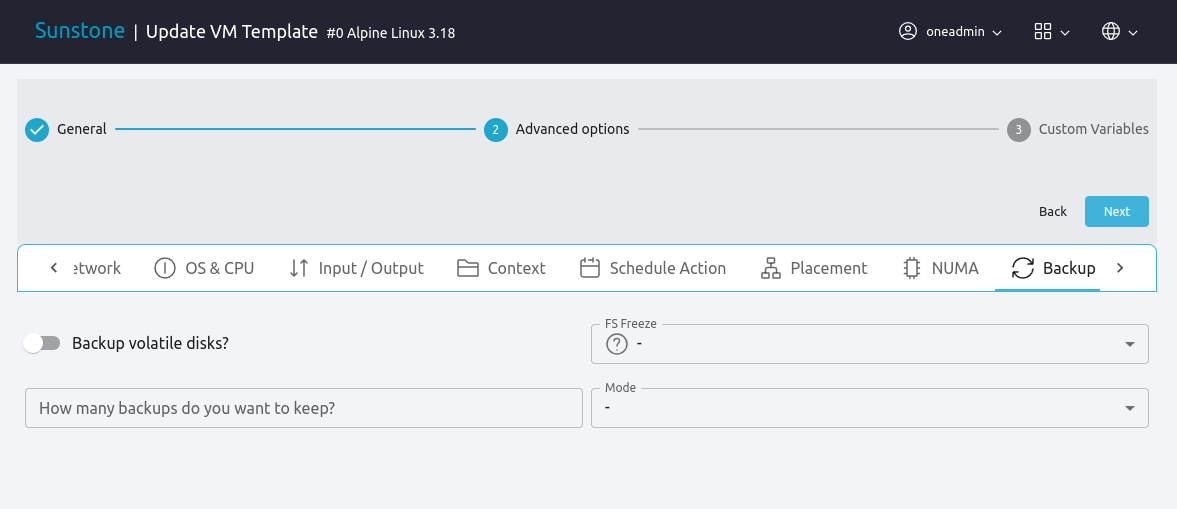 Sunstone | Update VM Template #0 Alpine Linux 3.18 oneadmin
General 2 Advanced options 3 Custom Variables
Back Next
etwork OS & CPU Input / Output Context Schedule Action Placement NUMA Backup
Backup volatile disks?
FS Freeze
? -
How many backups do you want to keep?
Mode
-